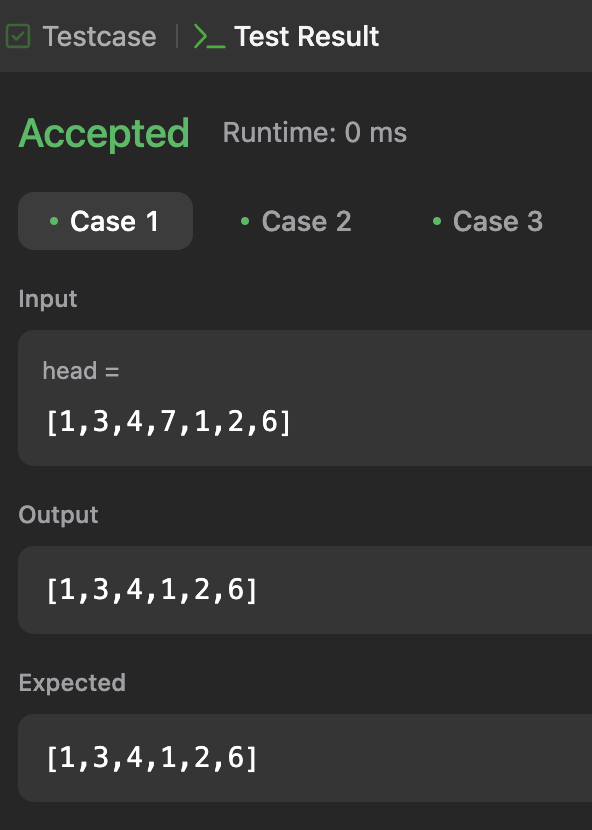 Testcase
Test Result
Accepted
Runtime: 0 ms
Case 1
Case 2
Case 3
Input
head =
[1,3,4,7,1,2,6]
Output
[1,3,4,1,2,6]
Expected
[1,3,4,1,2,6]